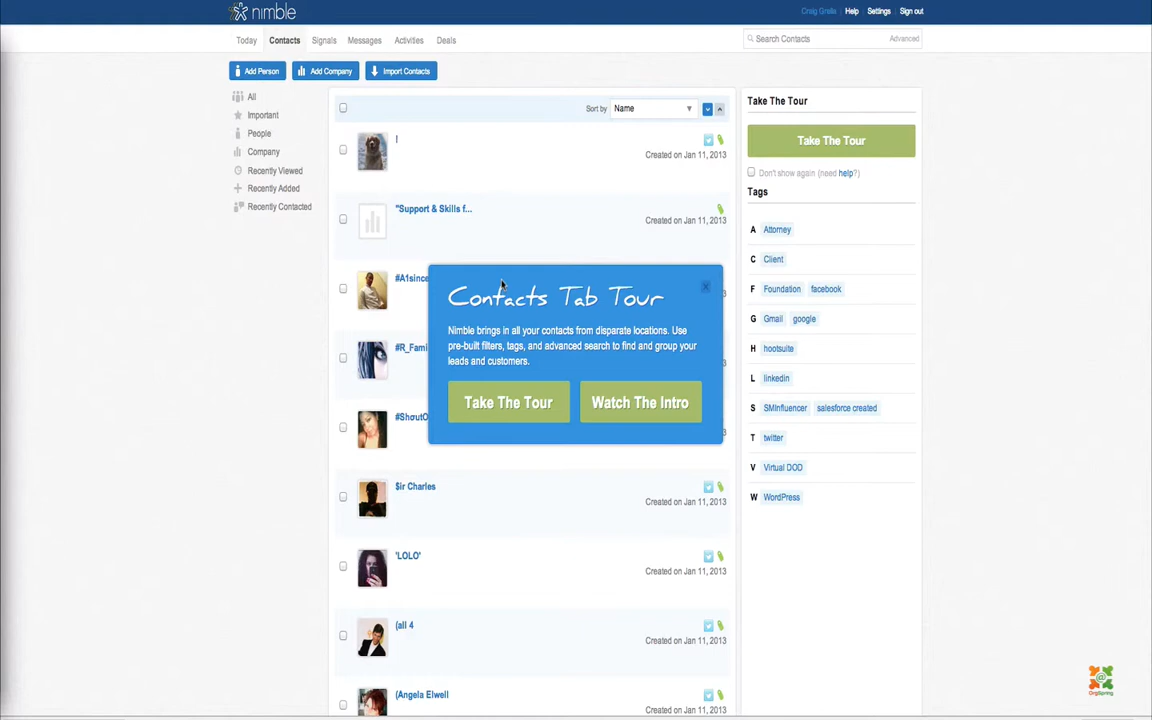 nimble
Craig Grella Help Settings Sign out
Today Contacts Signals Messages Activities Deals
Search Contacts Advanced
Add Person Add Company Import Contacts
All
Important
People
Company
Recently Viewed
Recently Added
Recently Contacted
Sort by Name
!
Created on Jan 11, 2013
"Support & Skills f...
Created on Jan 11, 2013
#A1since
#R_Fami
#ShoutO
$ir Charles
Created on Jan 11, 2013
'LOLO'
Created on Jan 11, 2013
(all 4
Created on Jan 11, 2013
(Angela Elwell
Created on Jan 11, 2013
Contacts Tab Tour
x
Nimble brings in all your contacts from disparate locations. Use
pre-built filters, tags, and advanced search to find and group your
leads and customers.
Take The Tour Watch The Intro
Take The Tour
Take The Tour
Don't show again (need help?)
Tags
A Attorney
C Client
F Foundation facebook
G Gmail google
H hootsuite
L linkedin
S SMInfluencer salesforce created
T twitter
V Virtual DOD
W WordPress
@
OrgSpring